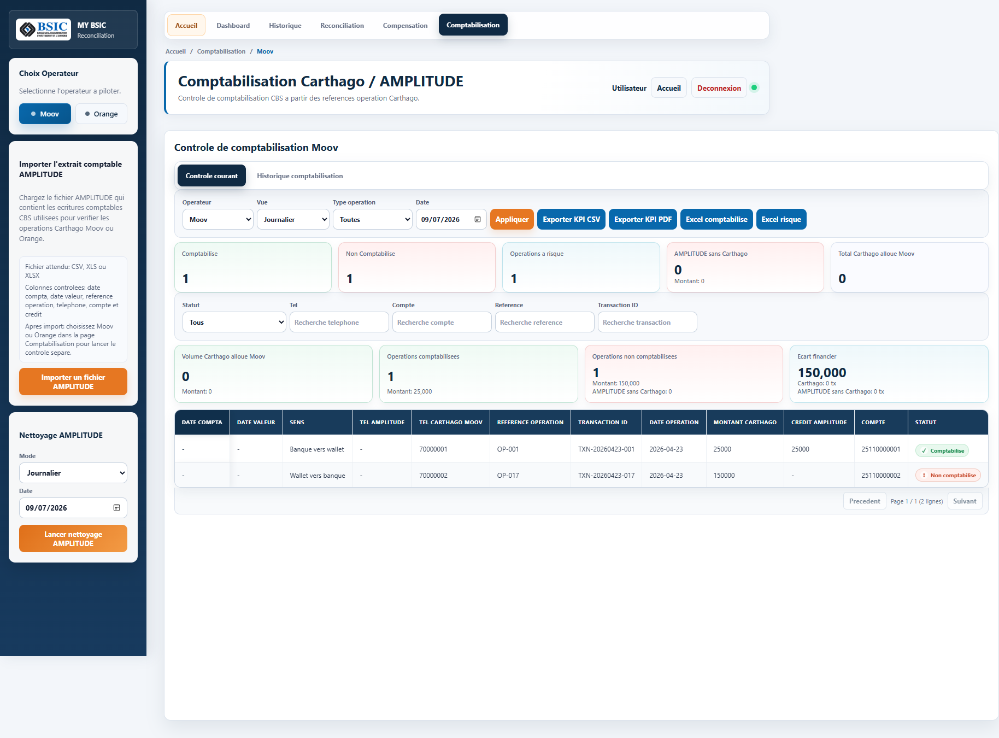 BSIC
BANQUE SAHELO-SAHARIENNE POUR
L'INVESTISSEMENT ET LE COMMERCE
MY BSIC
Reconciliation
Choix Operateur
Selectionne l'operateur a piloter.
Moov
Orange
Importer l'extrait comptable
AMPLITUDE
Chargez le fichier AMPLITUDE qui
contient les ecritures comptables
CBS utilisees pour verifier les
operations Carthago Moov ou
Orange.
Fichier attendu: CSV, XLS ou
XLSX
Colonnes controlees: date
compta, date valeur, reference
operation, telephone, compte et
credit
Apres import: choisissez Moov
ou Orange dans la page
Comptabilisation pour lancer le
controle separe.
Importer un fichier
AMPLITUDE
Nettoyage AMPLITUDE
Mode
Journalier
Date
09/07/2026
Lancer nettoyage
AMPLITUDE
Accueil Dashboard Historique Reconciliation Compensation Comptabilisation
Accueil / Comptabilisation / Moov
Comptabilisation Carthago / AMPLITUDE
Controle de comptabilisation CBS a partir des references operation Carthago.
Utilisateur Accueil Deconnexion
Controle de comptabilisation Moov
Controle courant Historique comptabilisation
Operateur Vue Type operation Date
Moov Journalier Toutes 09/07/2026 Appliquer Exporter KPI CSV Exporter KPI PDF Excel comptabilise Excel risque
Comptabilise
1
Non Comptabilise
1
Operations a risque
1
AMPLITUDE sans Carthago
0
Montant: 0
Total Carthago alloue Moov
0
Statut Tel Compte Reference Transaction ID
Tous Recherche telephone Recherche compte Recherche reference Recherche transaction
Volume Carthago alloue Moov
0
Montant: 0
Operations comptabilisees
1
Montant: 25,000
Operations non comptabilisees
1
Montant: 150,000
AMPLITUDE sans Carthago: 0
Ecart financier
150,000
Carthago: 0 tx
AMPLITUDE sans Carthago: 0 tx
DATE COMPTA DATE VALEUR SENS TEL AMPLITUDE TEL CARTHAGO MOOV REFERENCE OPERATION TRANSACTION ID DATE OPERATION MONTANT CARTHAGO CREDIT AMPLITUDE COMPTE STATUT
- - Banque vers wallet - 70000001 OP-001 TXN-20260423-001 2026-04-23 25000 25000 25110000001 ✓ Comptabilise
- - Wallet vers banque - 70000002 OP-017 TXN-20260423-017 2026-04-23 150000 - 25110000002 ! Non comptabilise
Precedent Page 1 / 1 (2 lignes) Suivant